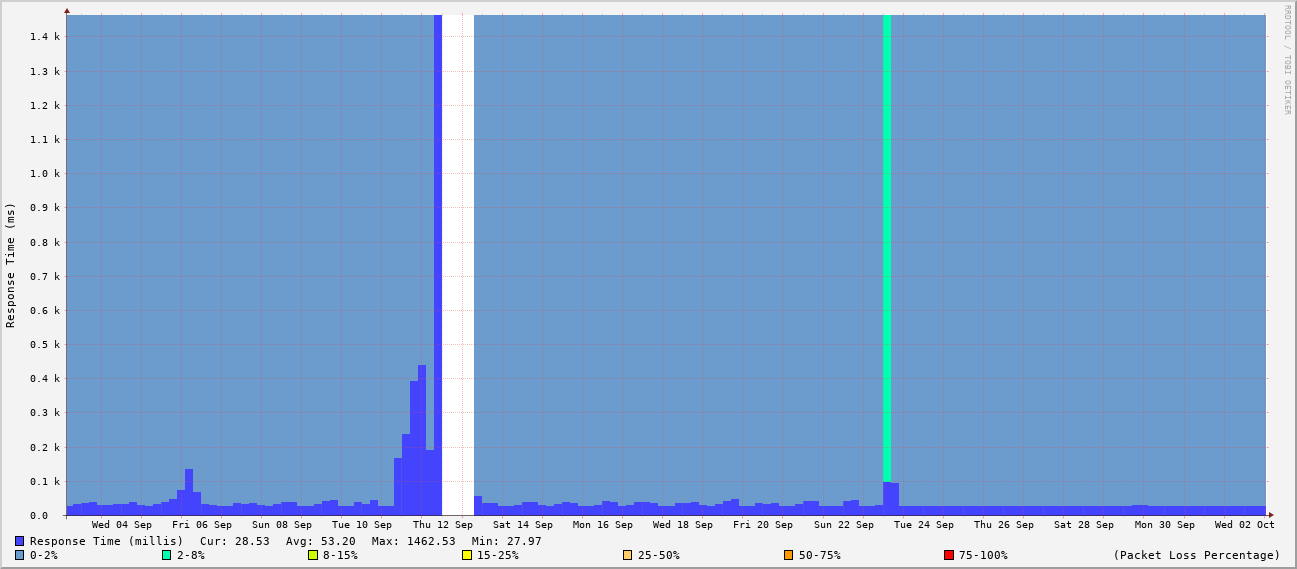 RRDTOOL / TOBI OETIKER
Response Time (ms)
1.4 k
1.3 k
1.2 k
1.1 k
1.0 k
0.9 k
0.8 k
0.7 k
0.6 k
0.5 k
0.4 k
0.3 k
0.2 k
0.1 k
0.0
Wed 04 Sep Fri 06 Sep Sun 08 Sep Tue 10 Sep Thu 12 Sep Sat 14 Sep Mon 16 Sep Wed 18 Sep Fri 20 Sep Sun 22 Sep Tue 24 Sep Thu 26 Sep Sat 28 Sep Mon 30 Sep Wed 02 Oct
Response Time (millis) Cur: 28.53 Avg: 53.20 Max: 1462.53 Min: 27.97
0-2% 2-8% 8-15% 15-25% 25-50% 50-75% 75-100% (Packet Loss Percentage)